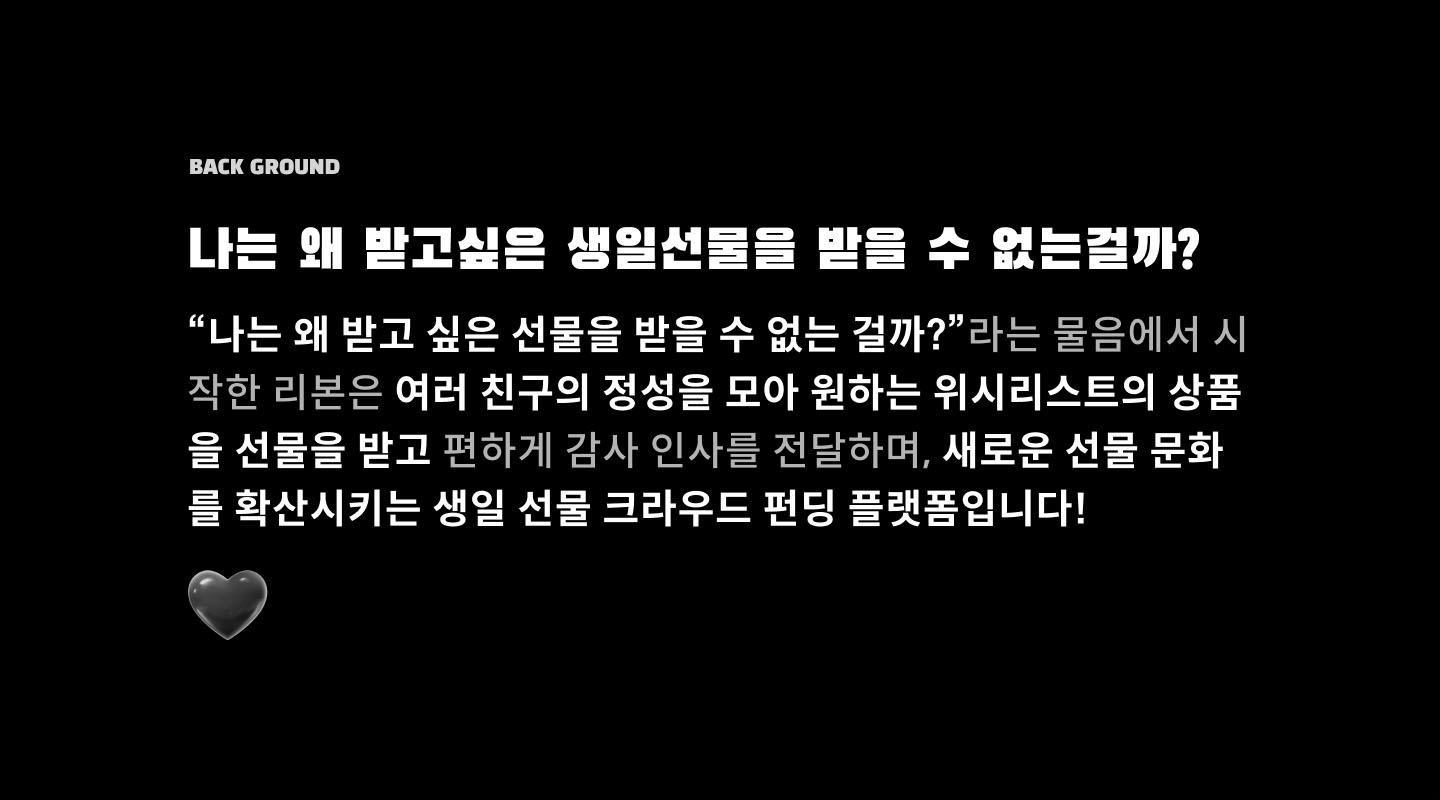 BACK GROUND
나는 왜 받고싶은 생일선물을 받을 수 없는걸까?
“나는 왜 받고 싶은 선물을 받을 수 없는 걸까?”라는 물음에서 시
작한 리본은 여러 친구의 정성을 모아 원하는 위시리스트의 상품
을 선물을 받고 편하게 감사 인사를 전달하며, 새로운 선물 문화
를 확산시키는 생일 선물 크라우드 펀딩 플랫폼입니다!